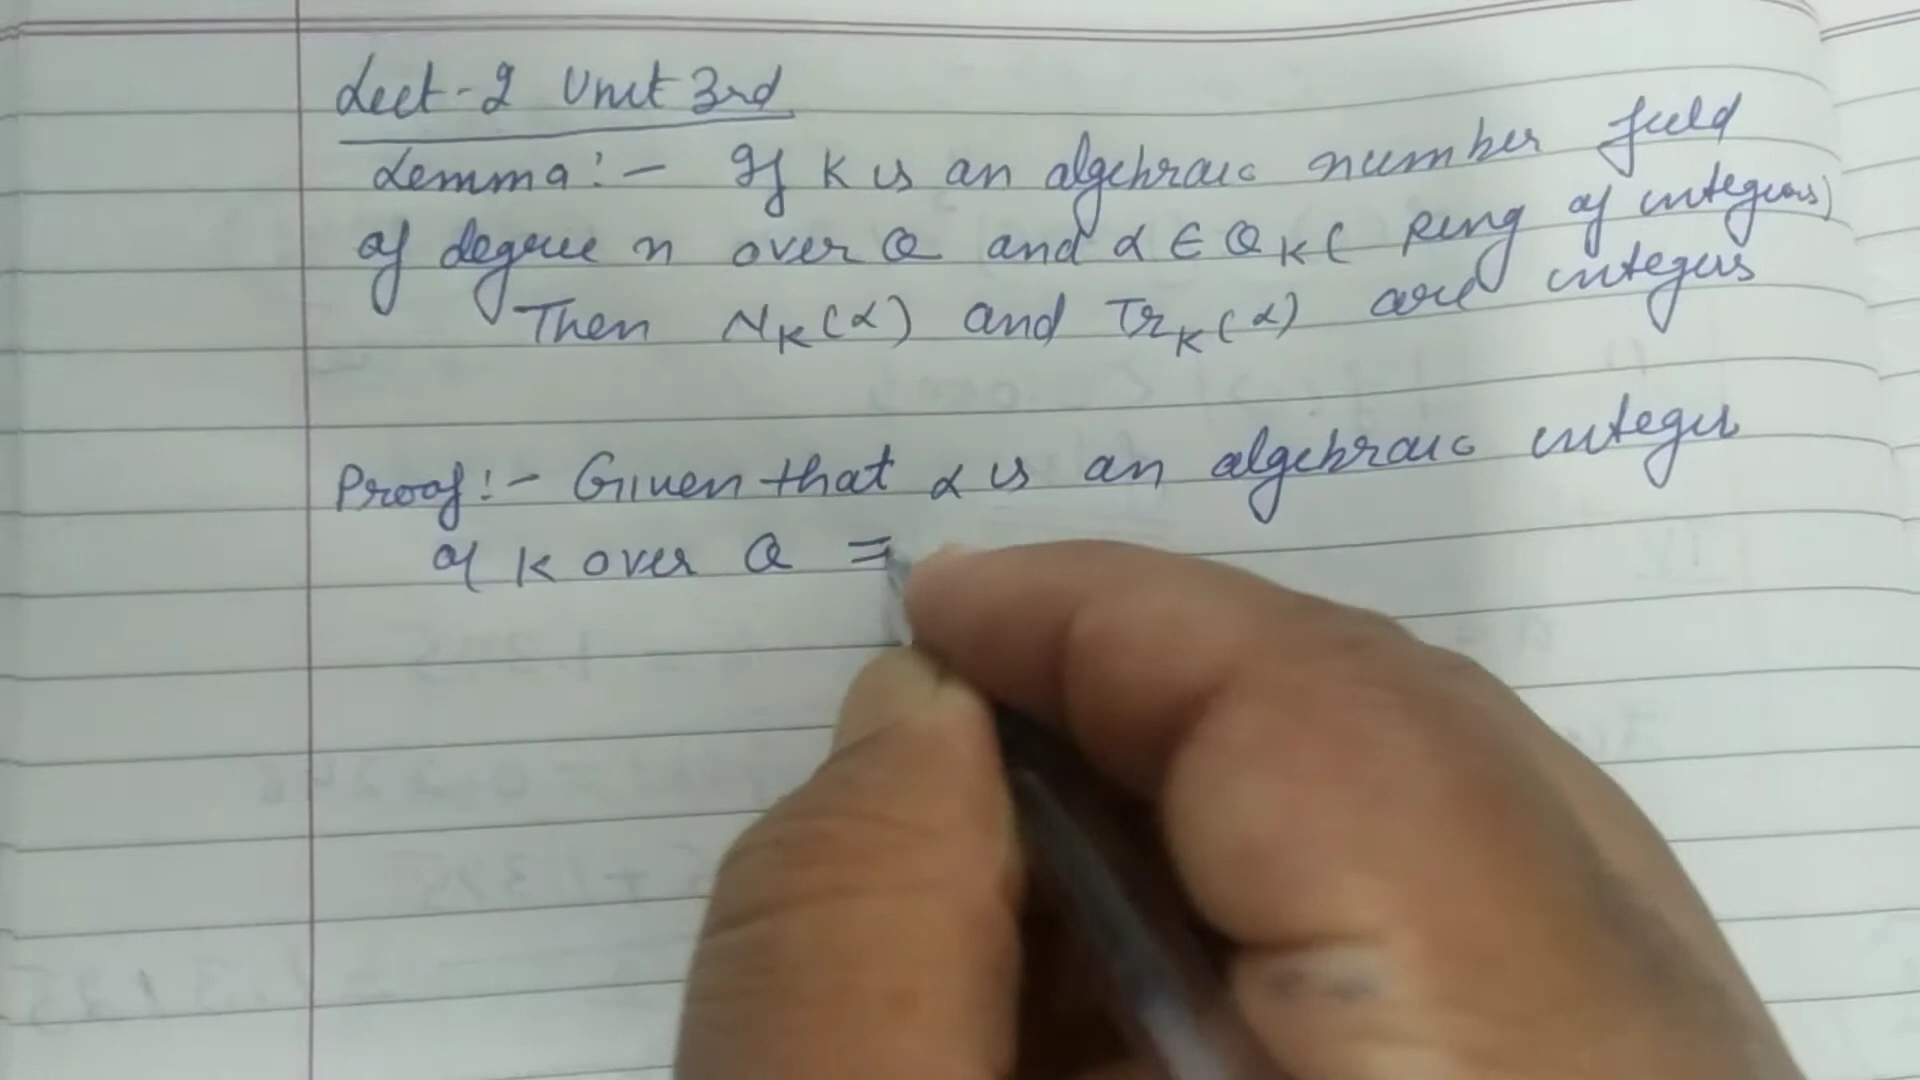 Lect-2 Unit 3rd
Lemma:- If K is an algebraic number field
of degree n over Q and α ∈ O_K ( Ring of integers)
Then N_K(α) and Tr_K(α) are integers
Proof:- Given that α is an algebraic integer
of K over Q =